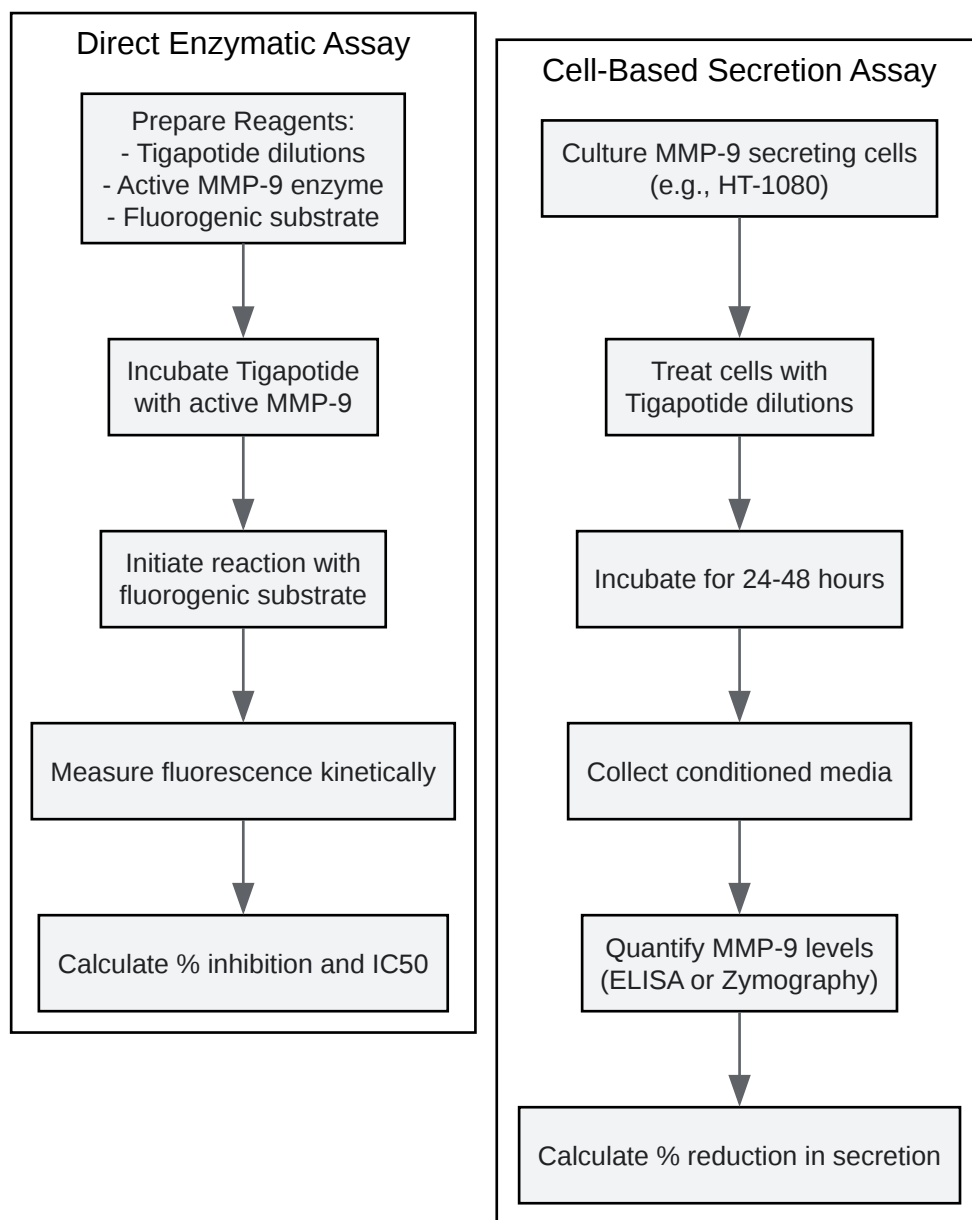 Direct Enzymatic Assay
Prepare Reagents:
- Tigapotide dilutions
- Active MMP-9 enzyme
- Fluorogenic substrate
Incubate Tigapotide
with active MMP-9
Initiate reaction with
fluorogenic substrate
Measure fluorescence kinetically
Calculate % inhibition and IC50
Cell-Based Secretion Assay
Culture MMP-9 secreting cells
(e.g., HT-1080)
Treat cells with
Tigapotide dilutions
Incubate for 24-48 hours
Collect conditioned media
Quantify MMP-9 levels
(ELISA or Zymography)
Calculate % reduction in secretion